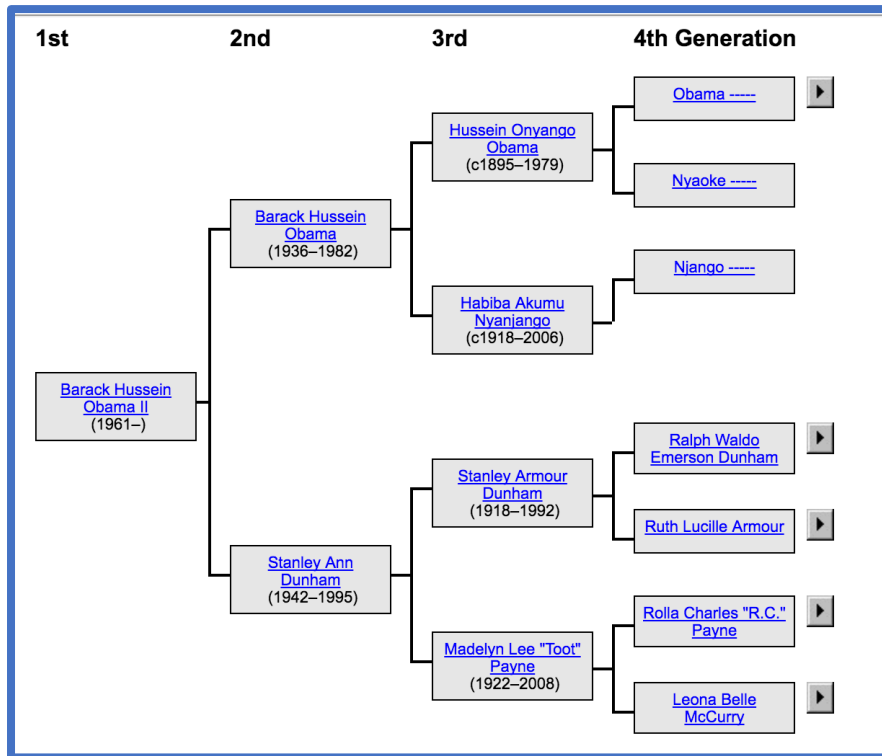 1st 2nd 3rd 4th Generation
Obama -----
Hussein Onyango
Obama
(c1895–1979)
Nyaoke -----
Barack Hussein
Obama
(1936–1982)
Njango -----
Habiba Akumu
Nyanjango
(c1918–2006)
Barack Hussein
Obama II
(1961–)
Ralph Waldo
Emerson Dunham
Stanley Armour
Dunham
(1918–1992)
Ruth Lucille Armour
Stanley Ann
Dunham
(1942–1995)
Rolla Charles "R.C."
Payne
Madelyn Lee "Toot"
Payne
(1922–2008)
Leona Belle
McCurry